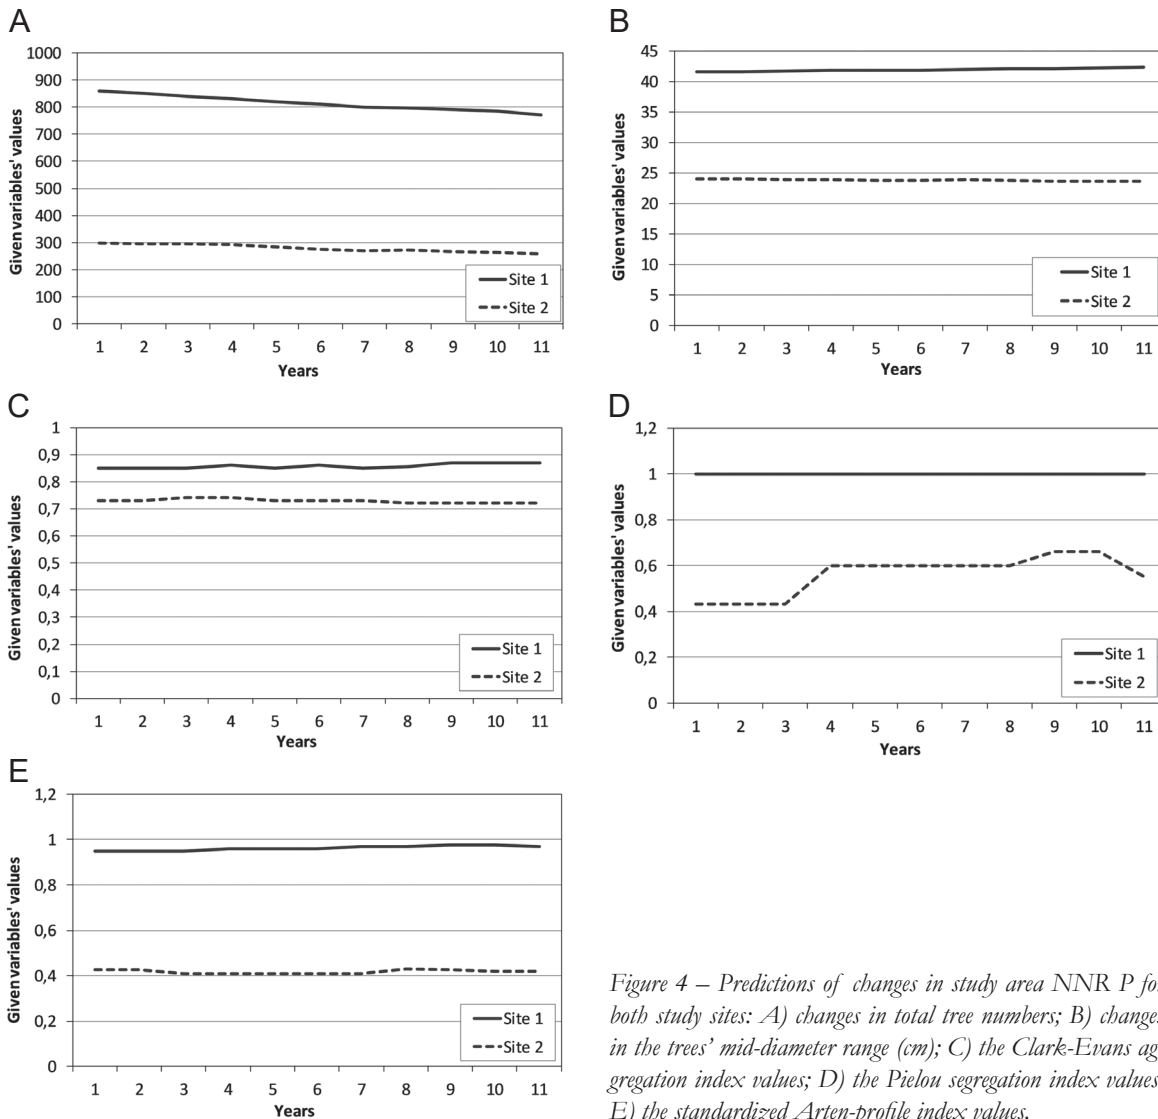 A
1000
900
800
700
600
500
400
300
200
100
0
Given variables' values
1 2 3 4 5 6 7 8 9 10 11
Years
Site 1
Site 2
B
45
40
35
30
25
20
15
10
5
0
Given variables' values
1 2 3 4 5 6 7 8 9 10 11
Years
Site 1
Site 2
C
1
0,9
0,8
0,7
0,6
0,5
0,4
0,3
0,2
0,1
0
Given variables' values
1 2 3 4 5 6 7 8 9 10 11
Years
Site 1
Site 2
D
1,2
1
0,8
0,6
0,4
0,2
0
Given variables' values
1 2 3 4 5 6 7 8 9 10 11
Years
Site 1
Site 2
E
1,2
1
0,8
0,6
0,4
0,2
0
Given variables' values
1 2 3 4 5 6 7 8 9 10 11
Years
Site 1
Site 2
Figure 4 – Predictions of changes in study area NNR P fo
both study sites: A) changes in total tree numbers; B) change
in the trees' mid-diameter range (cm); C) the Clark-Evans ag
gregation index values; D) the Pielou segregation index values
E) the standardized Arten-profile index values.